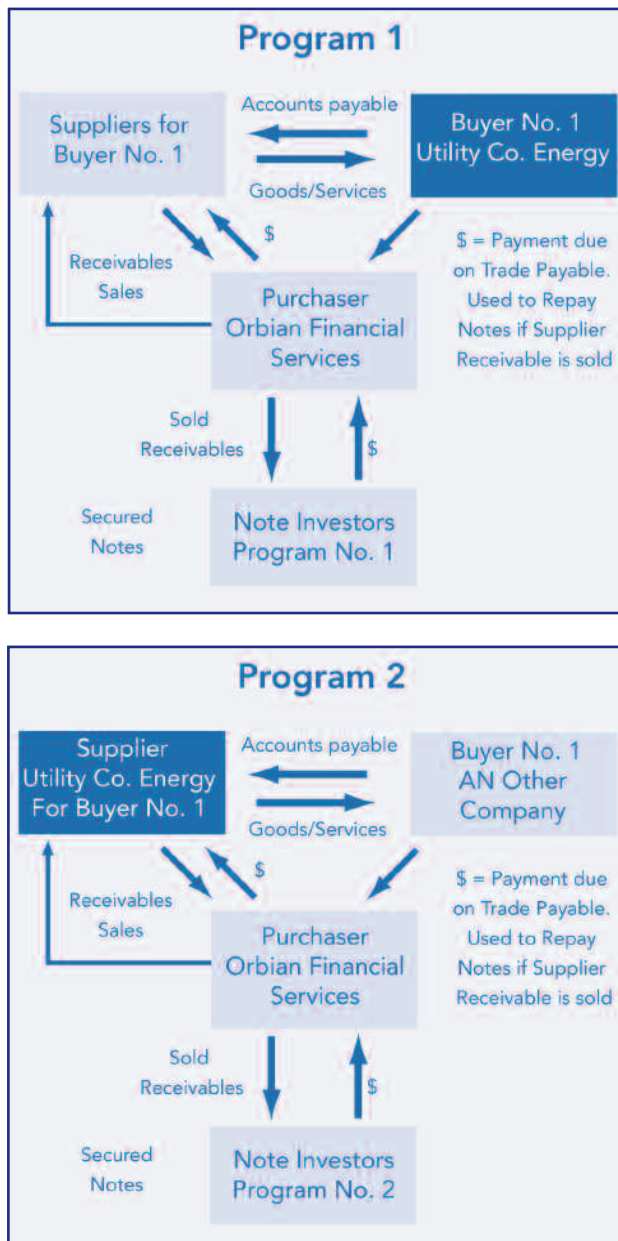 Program 1
Accounts payable
Suppliers for
Buyer No. 1
Buyer No. 1
Utility Co. Energy
Goods/Services
$
Receivables
Sales
$ = Payment due
on Trade Payable.
Used to Repay
Notes if Supplier
Receivable is sold
Purchaser
Orbian Financial
Services
Sold
Receivables
$
Secured
Notes
Note Investors
Program No. 1
Program 2
Supplier
Utility Co. Energy
For Buyer No. 1
Accounts payable
Buyer No. 1
AN Other
Company
Goods/Services
$
Receivables
Sales
$ = Payment due
on Trade Payable.
Used to Repay
Notes if Supplier
Receivable is sold
Purchaser
Orbian Financial
Services
Sold
Receivables
$
Secured
Notes
Note Investors
Program No. 2